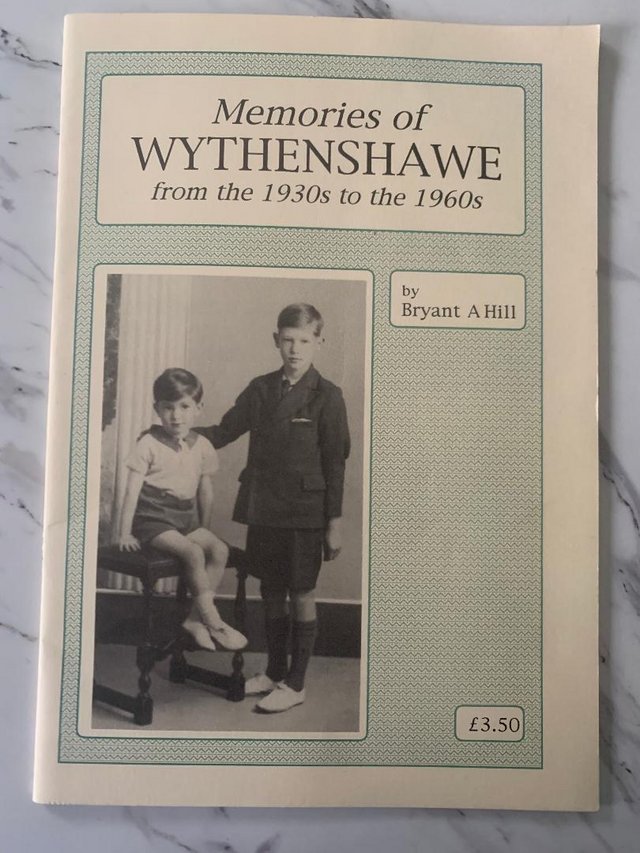 Memories of
WYTHENSHAWE
from the 1930s to the 1960s
by
Bryant A Hill
£3.50